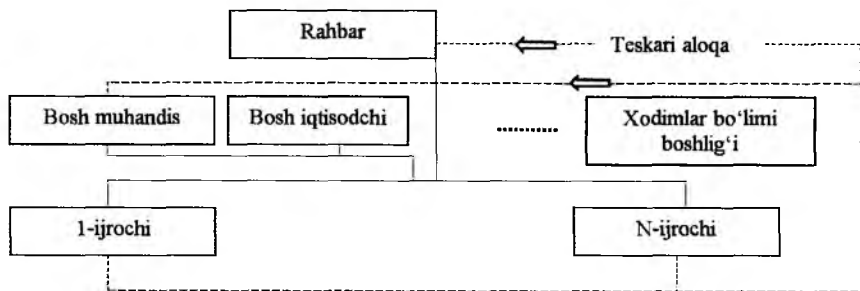 Rahbar
Teskari aloqa
Bosh muhandis
Bosh iqtisodchi
Xodimlar bo‘limi
boshlig‘i
1-ijrochi
N-ijrochi